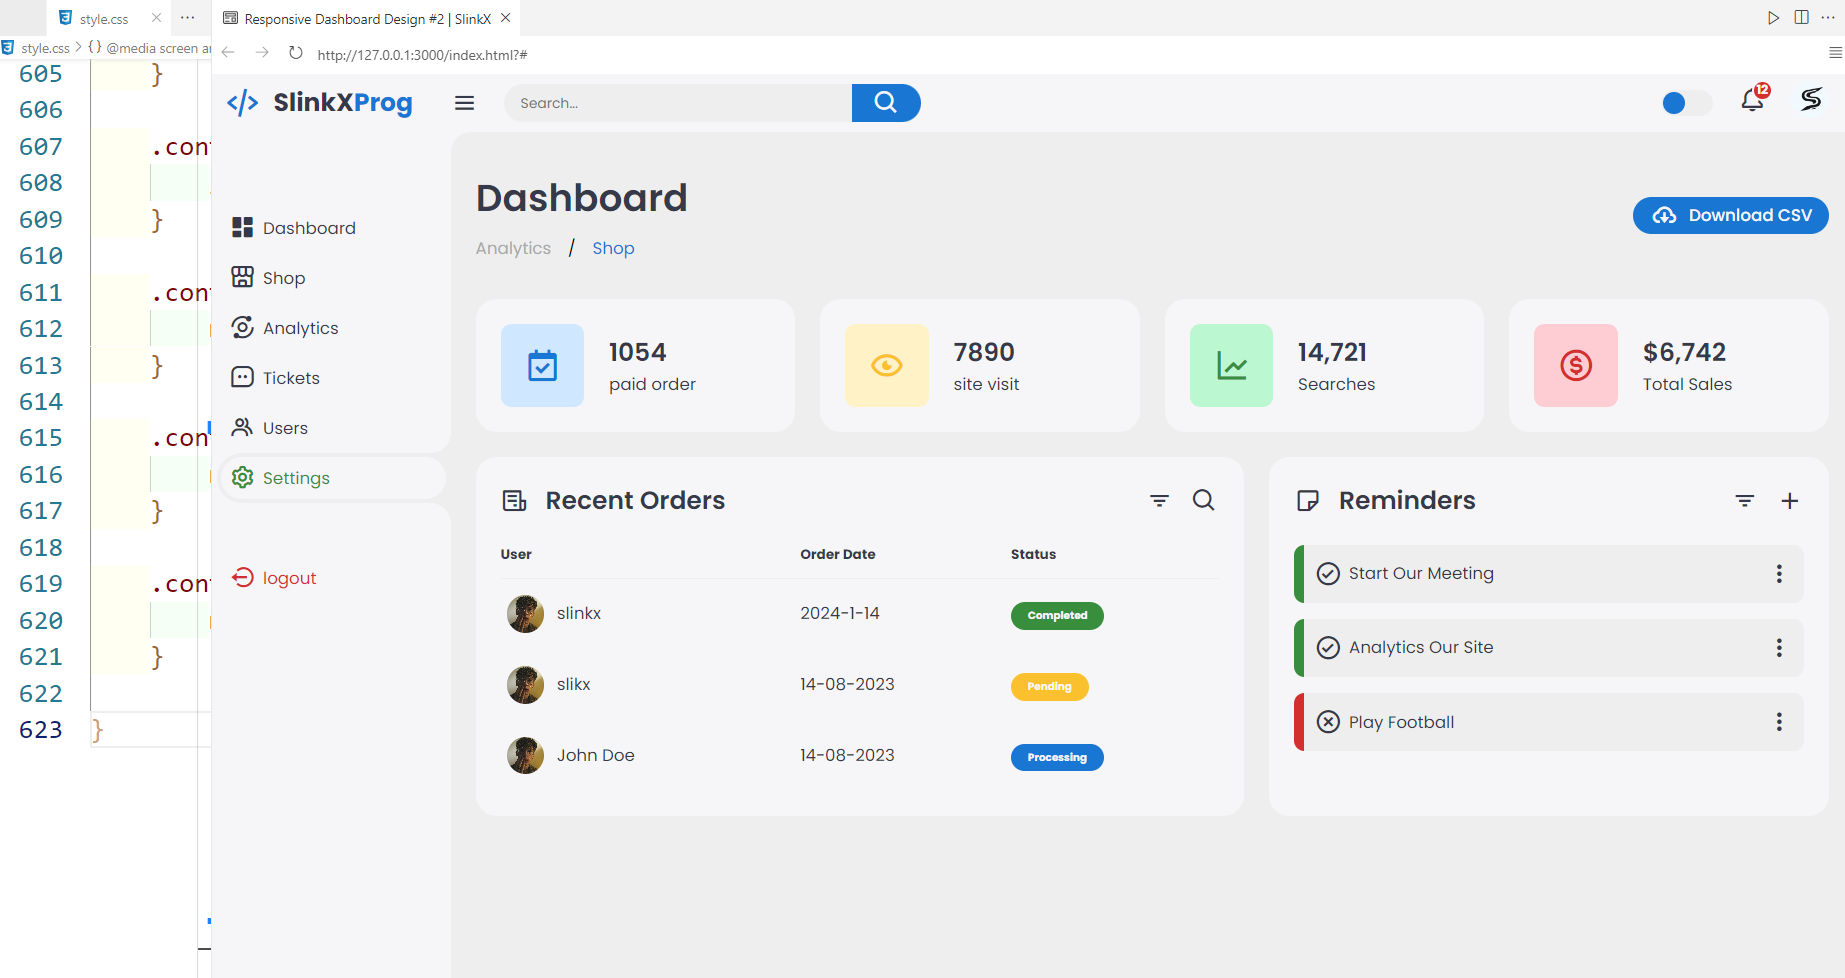 style.css
Responsive Dashboard Design #2 | SlinkX
style.css > {} @media screen
http://127.0.0.1:3000/index.html?#
605 }
606
607 .con
608
609 }
610
611 .con
612
613 }
614
615 .con
616
617 }
618
619 .con
620
621 }
622
623 }
</> SlinkXProg
Search...
12
Dashboard
Shop
Analytics
Tickets
Users
Settings
logout
Dashboard
Analytics / Shop
Download CSV
1054
paid order
7890
site visit
14,721
Searches
$6,742
Total Sales
Recent Orders
User Order Date Status
slinkx 2024-1-14 Completed
slikx 14-08-2023 Pending
John Doe 14-08-2023 Processing
Reminders
Start Our Meeting
Analytics Our Site
Play Football